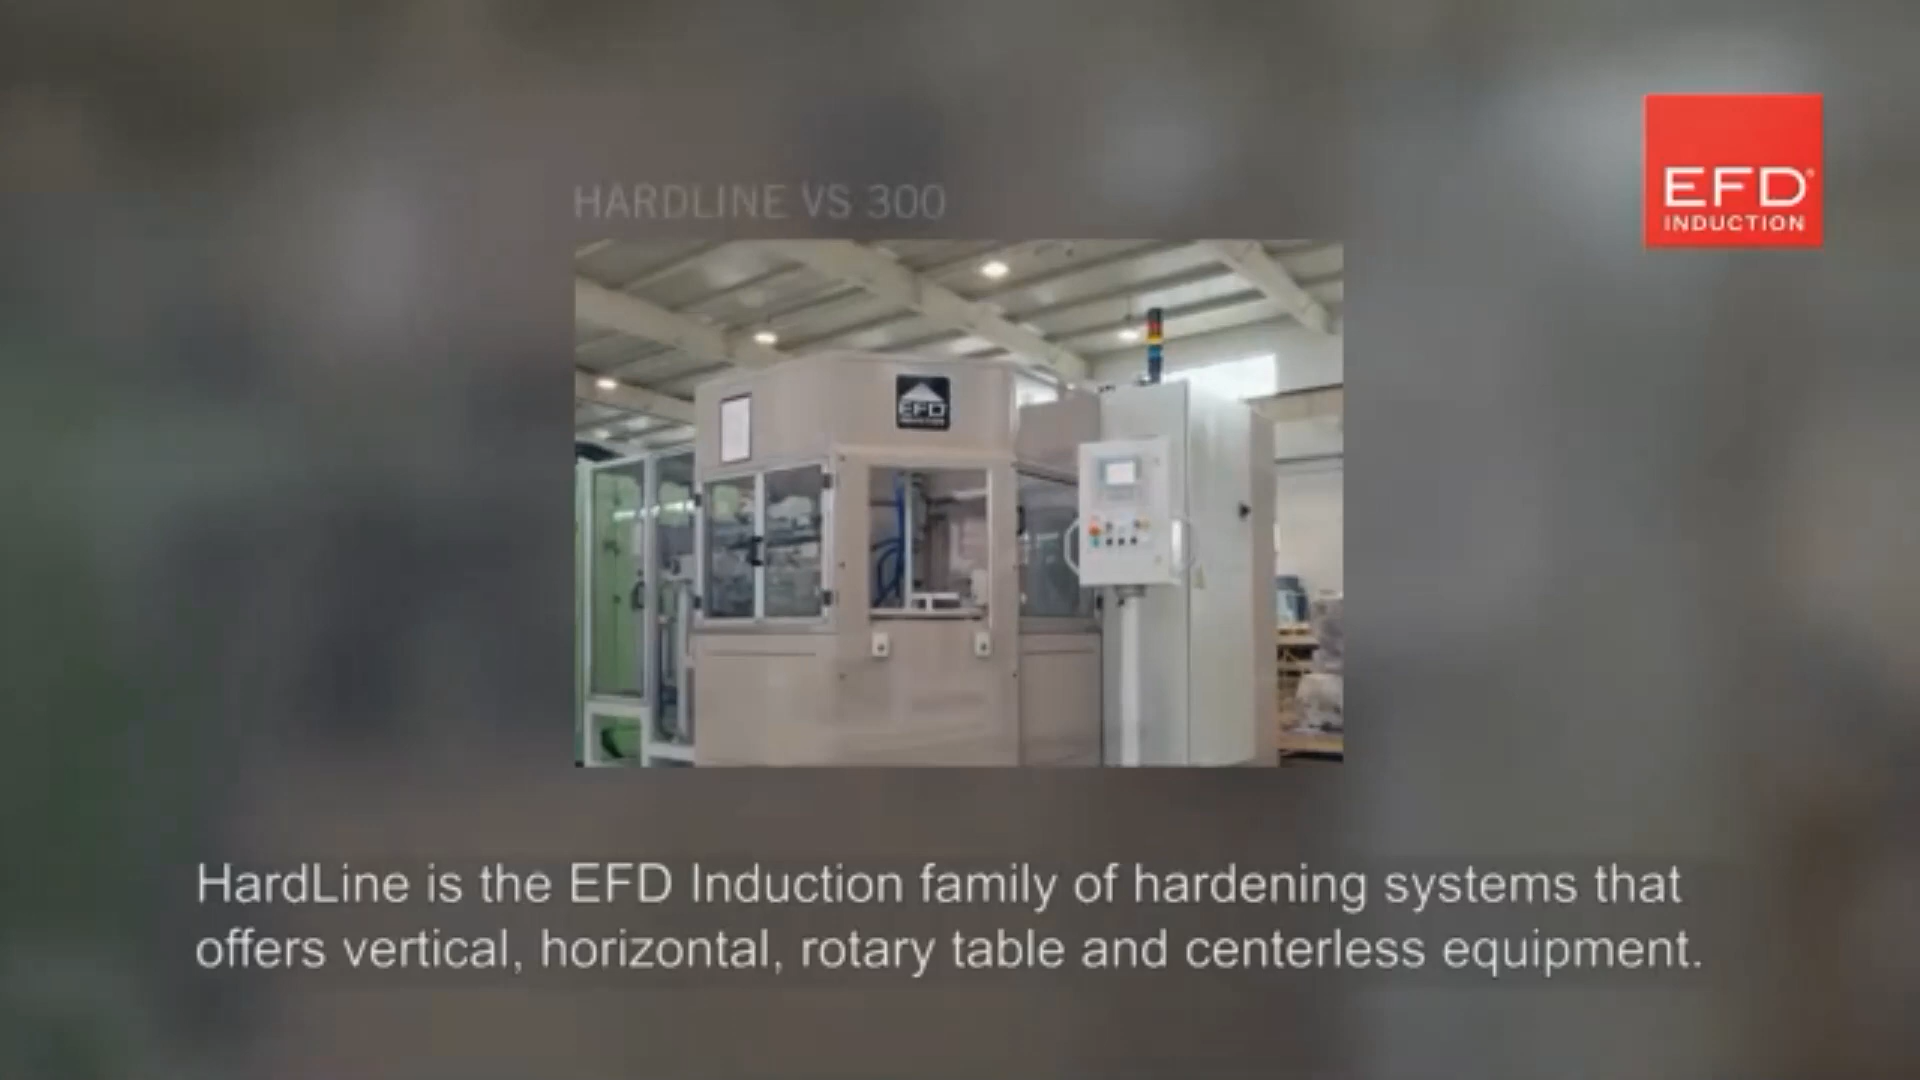 HARDLINE VS 300
EFD®
INDUCTION
EFD
HardLine is the EFD Induction family of hardening systems that
offers vertical, horizontal, rotary table and centerless equipment.